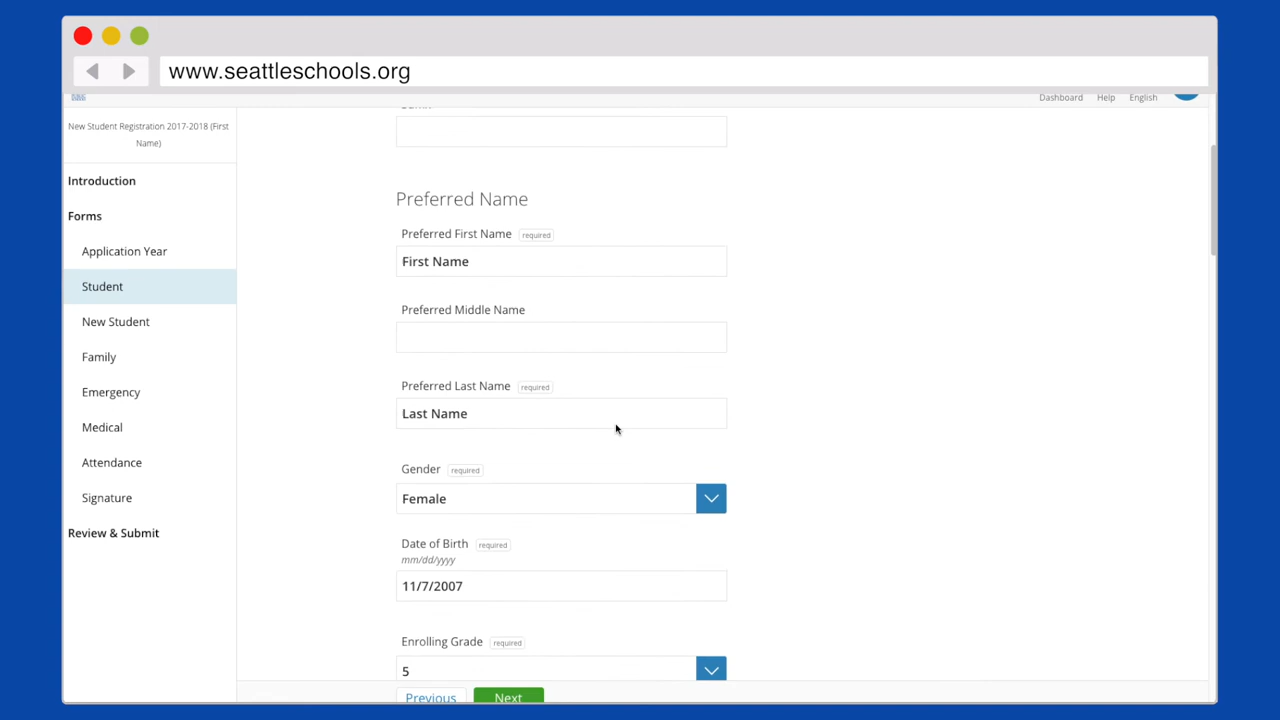 www.seattleschools.org
Dashboard Help English
New Student Registration 2017-2018 (First
Name)
Introduction
Forms
Application Year
Student
New Student
Family
Emergency
Medical
Attendance
Signature
Review & Submit
Preferred Name
Preferred First Name required
First Name
Preferred Middle Name
Preferred Last Name required
Last Name
Gender required
Female
Date of Birth required
mm/dd/yyyy
11/7/2007
Enrolling Grade required
5
Previous Next